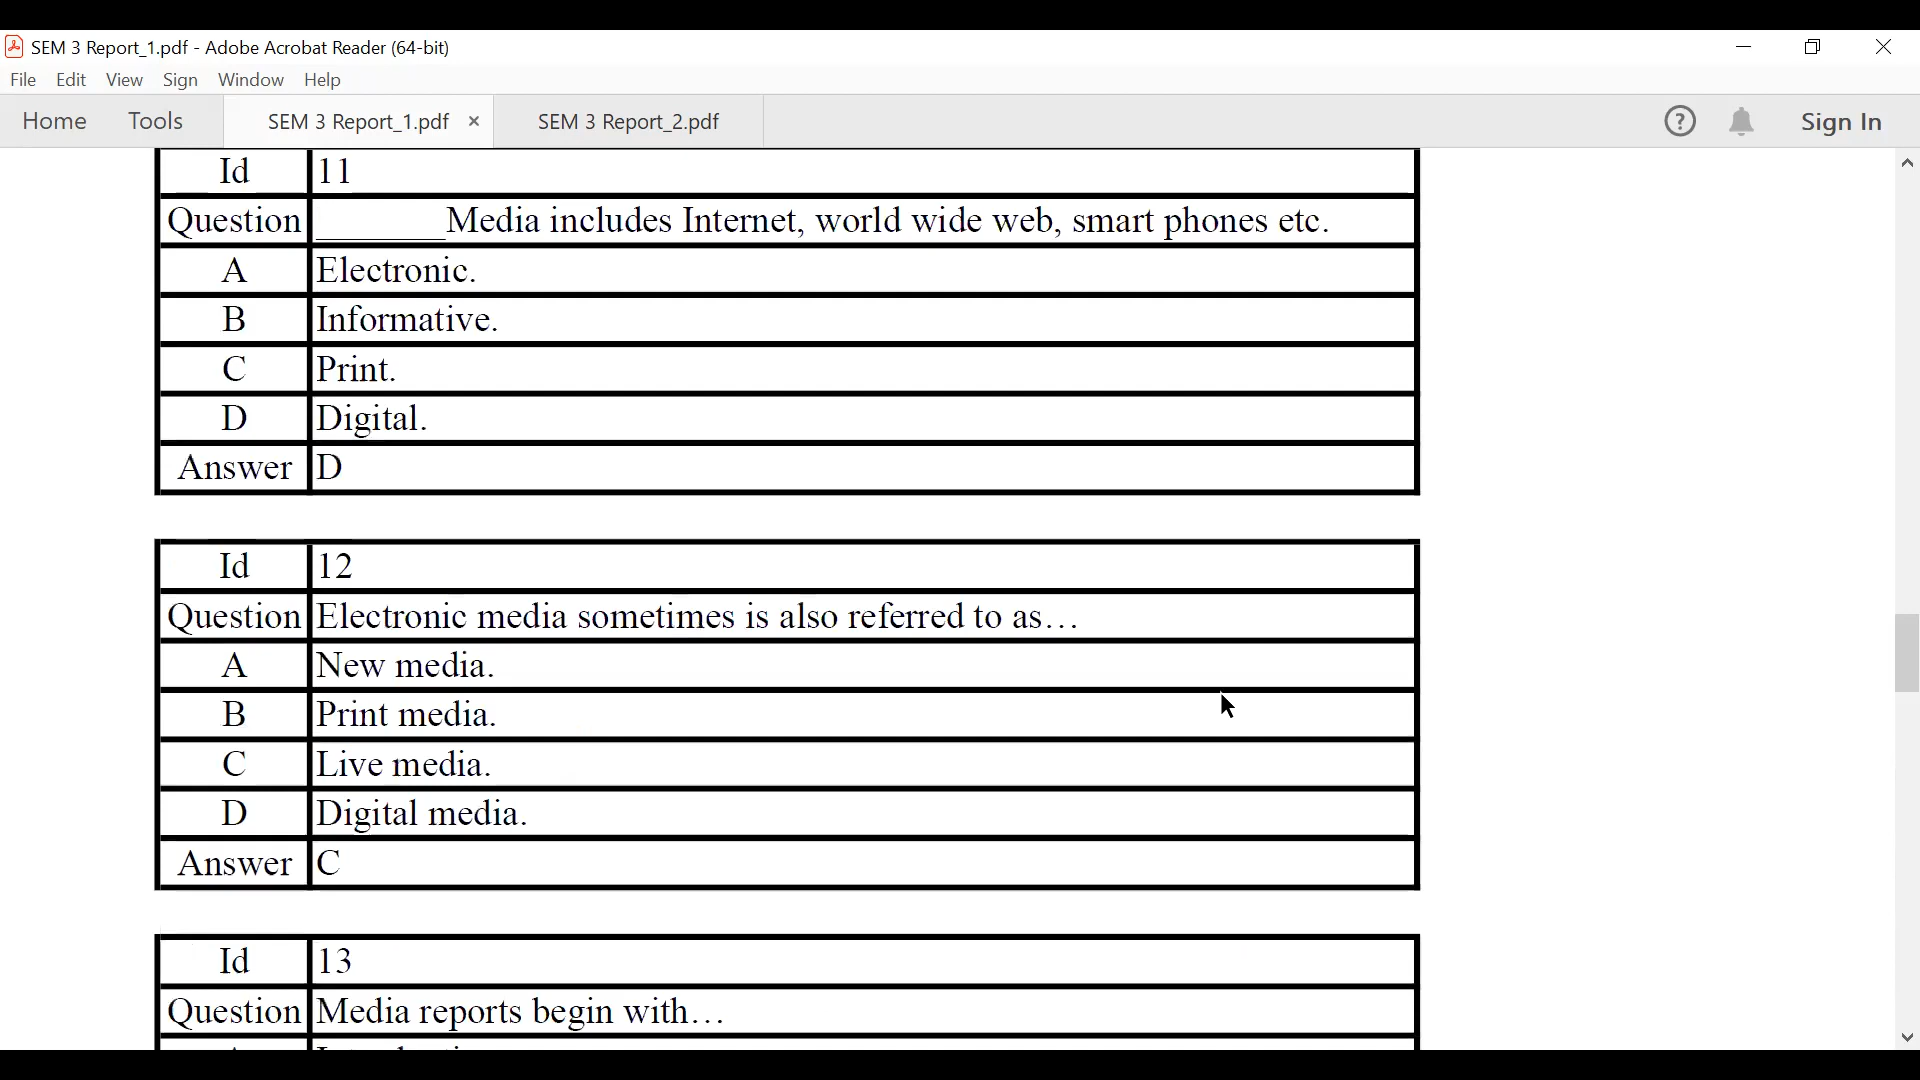 SEM 3 Report_1.pdf - Adobe Acrobat Reader (64-bit)
File Edit View Sign Window Help
Home Tools SEM 3 Report_1.pdf × SEM 3 Report_2.pdf ? Sign In
Id 11
Question _______Media includes Internet, world wide web, smart phones etc.
A Electronic.
B Informative.
C Print.
D Digital.
Answer D
Id 12
Question Electronic media sometimes is also referred to as…
A New media.
B Print media.
C Live media.
D Digital media.
Answer C
Id 13
Question Media reports begin with…